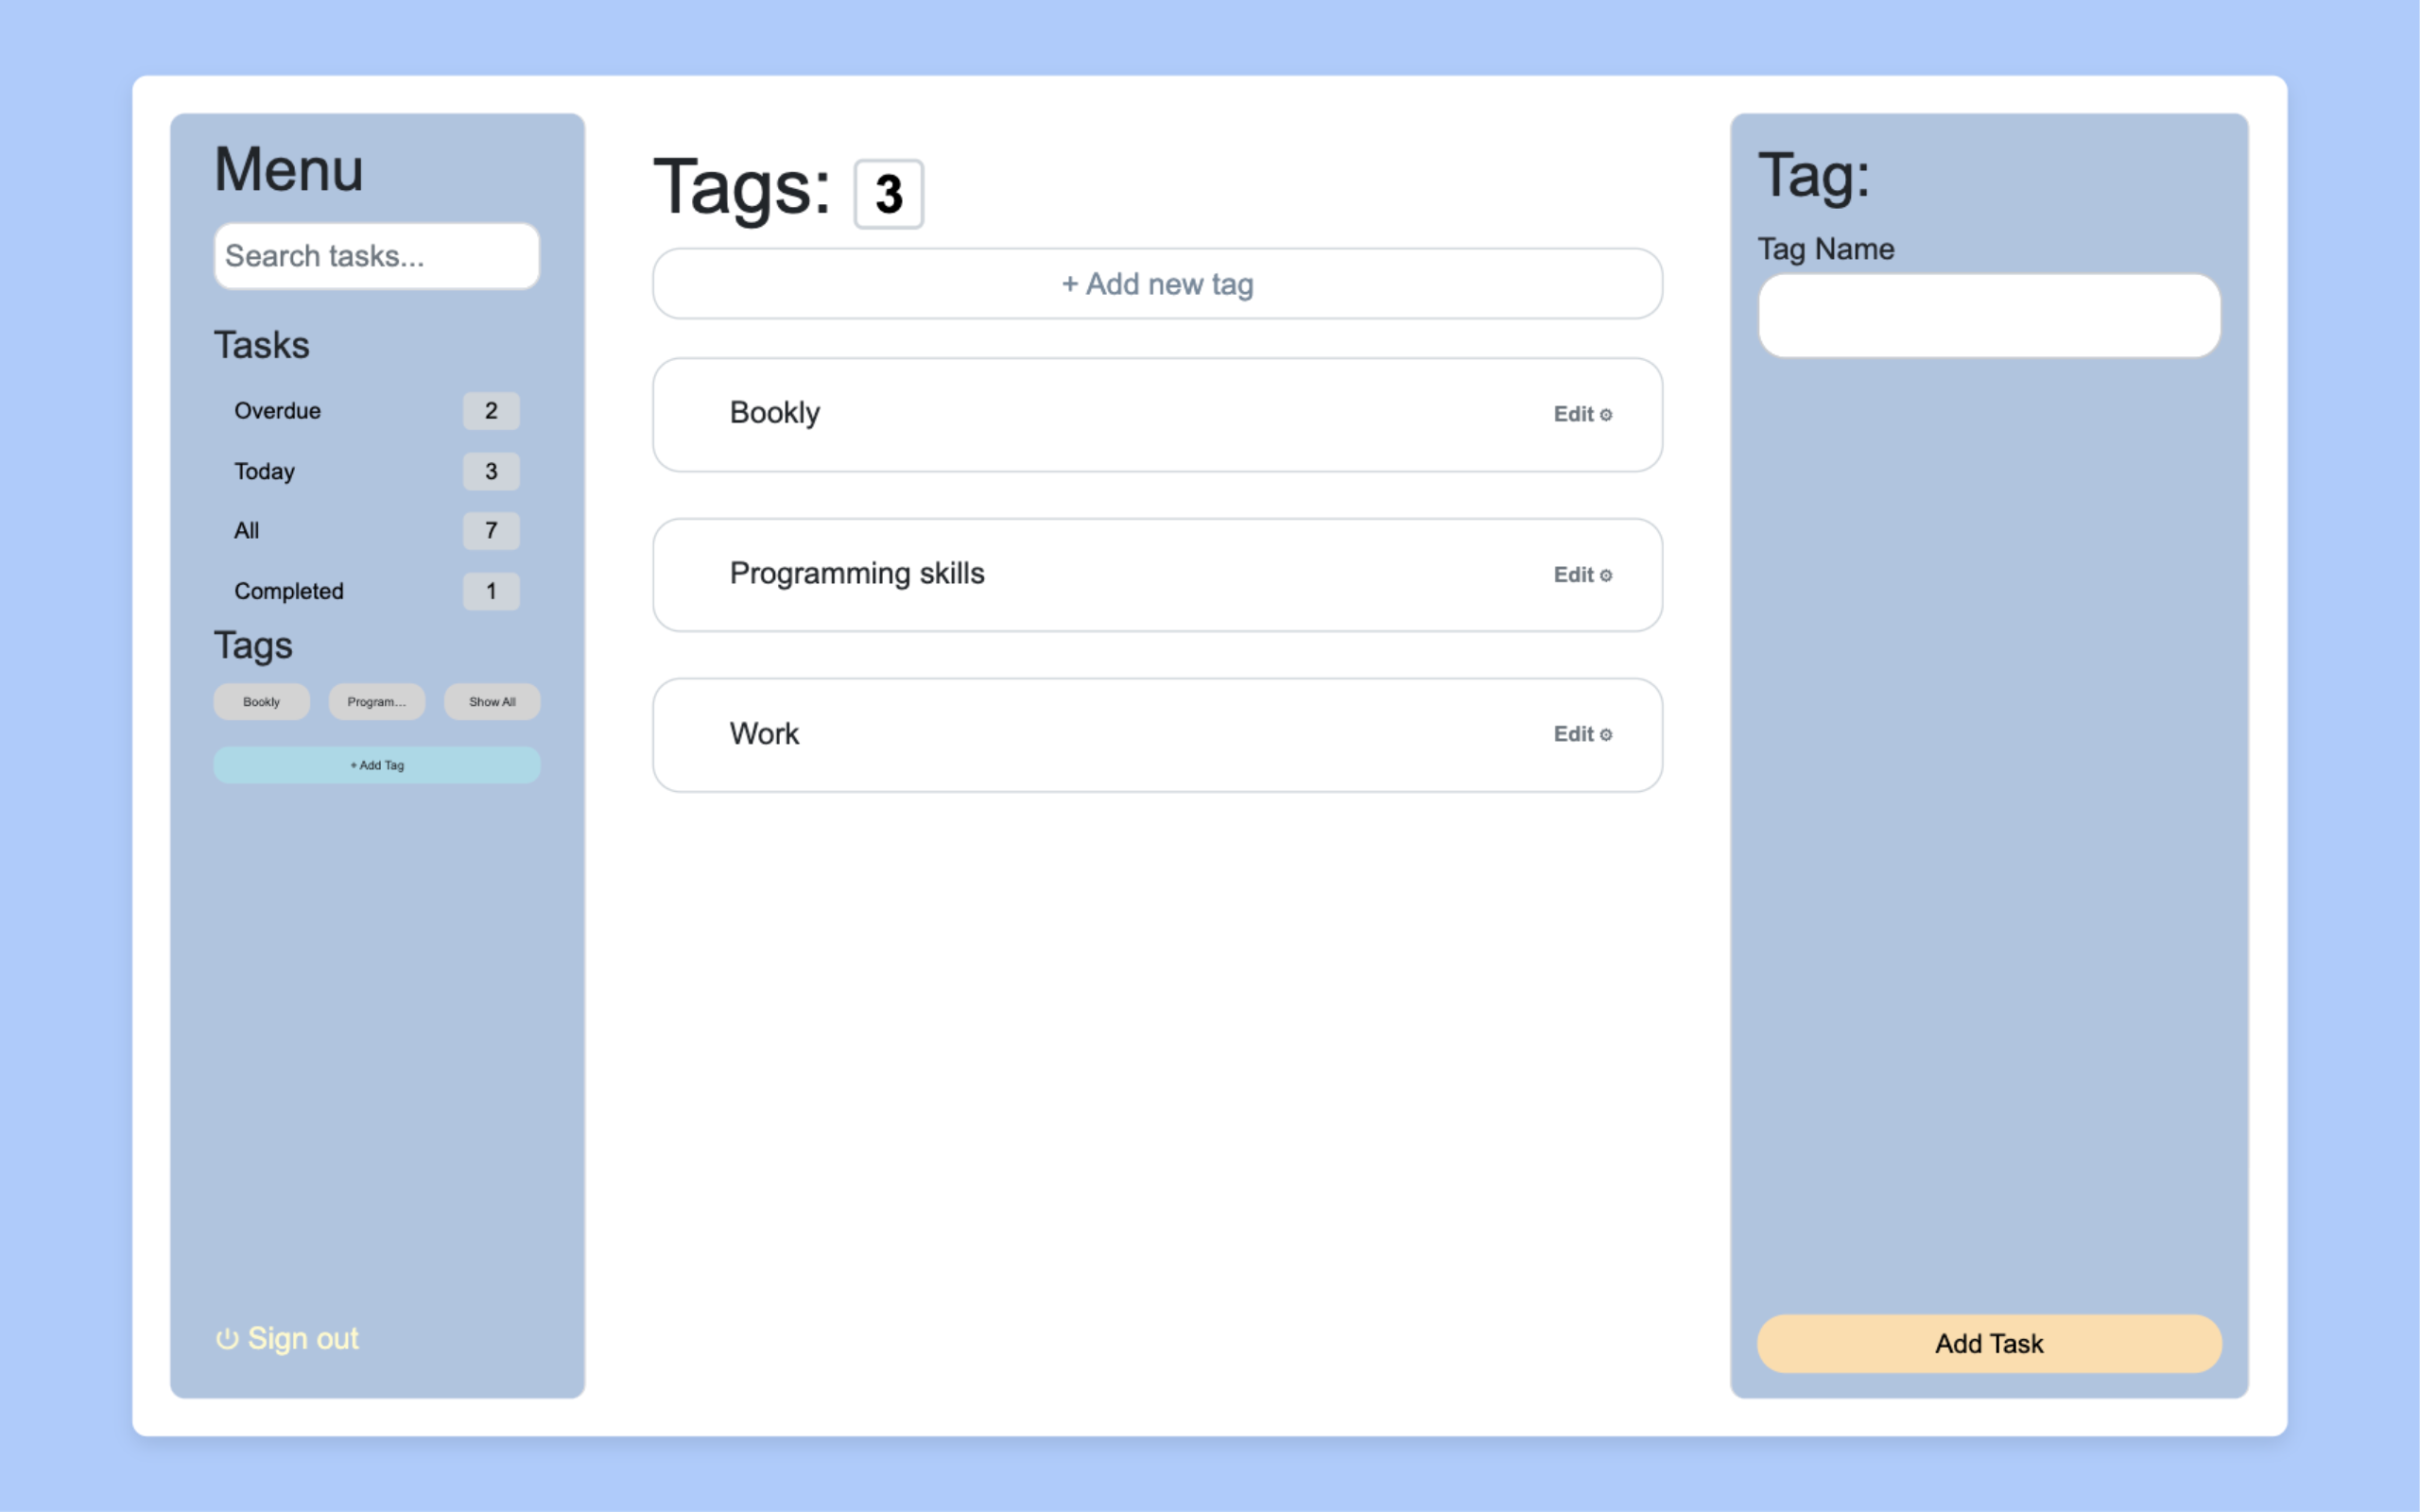 Menu
Search tasks...
Tasks
Overdue 2
Today 3
All 7
Completed 1
Tags
Bookly Program... Show All
+ Add Tag
Sign out
Tags: 3
+ Add new tag
Bookly Edit
Programming skills Edit
Work Edit
Tag:
Tag Name
Add Task